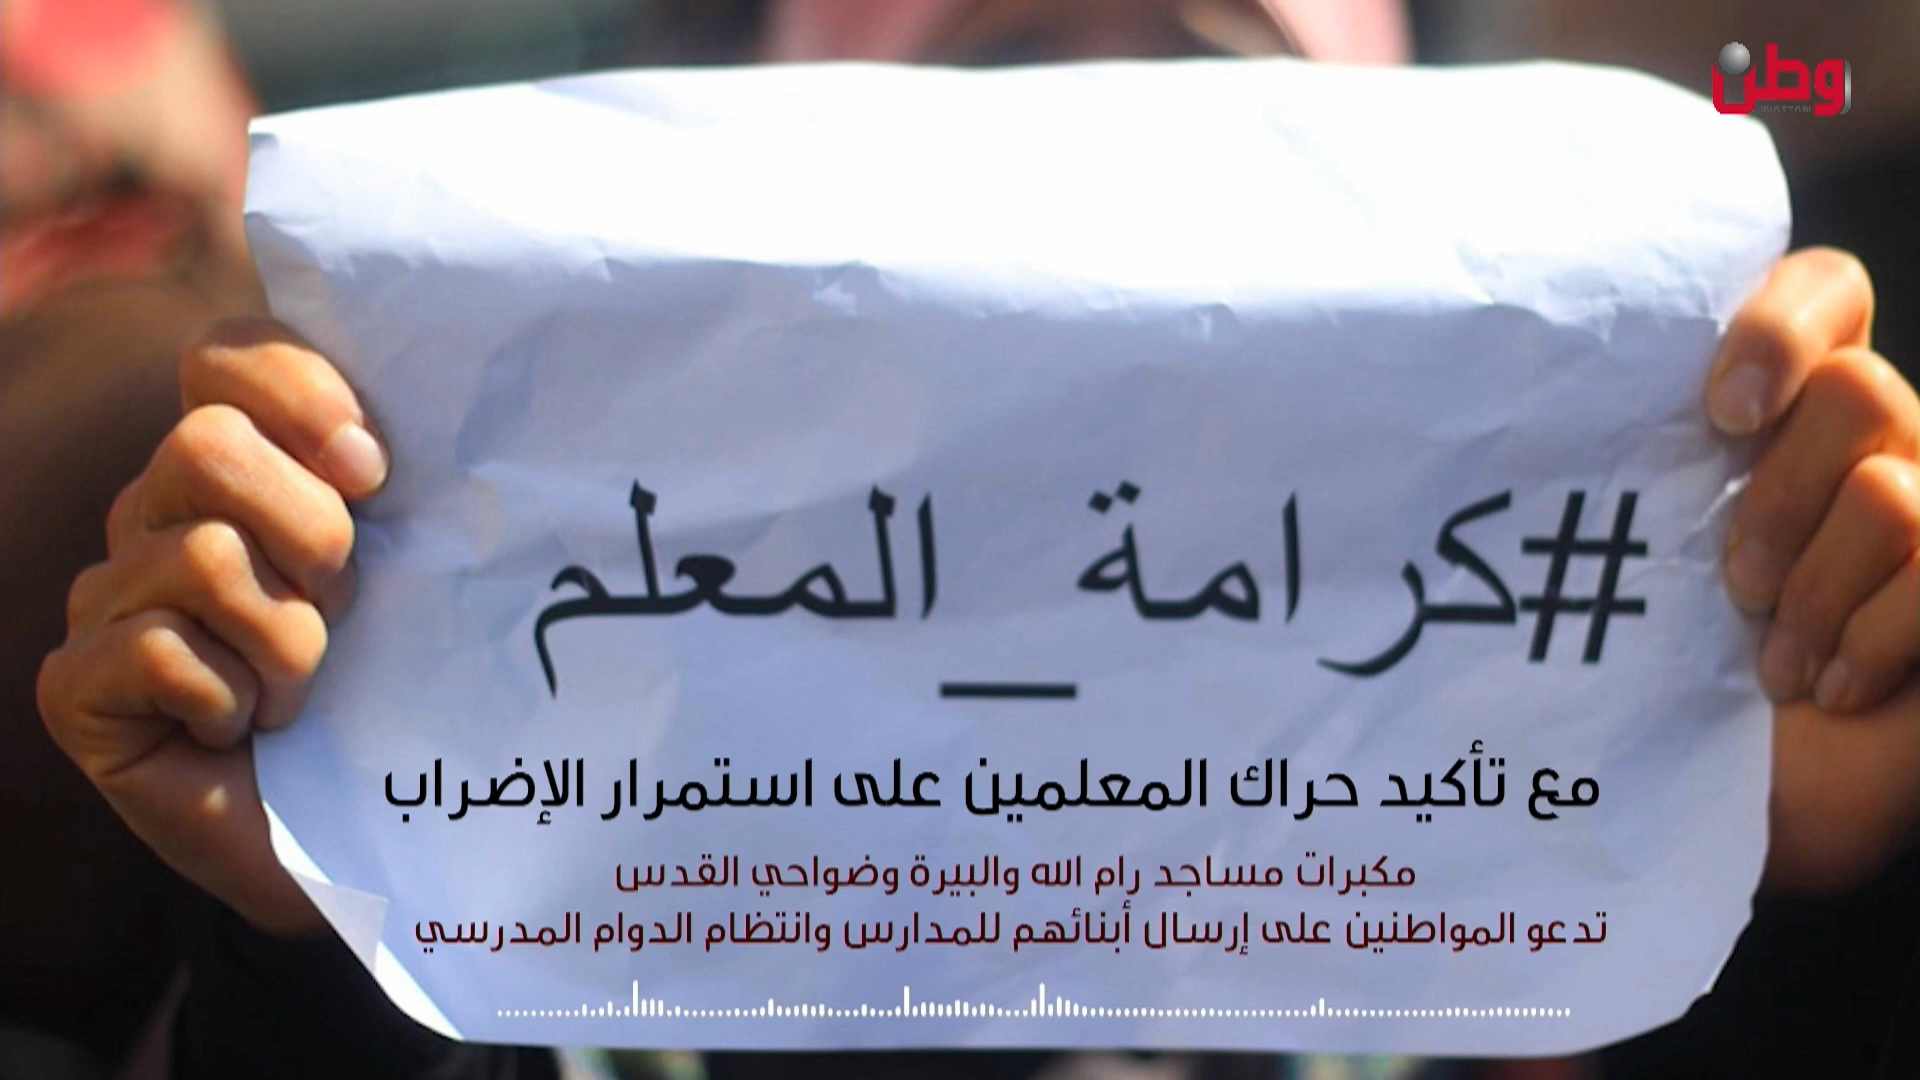 وطن
WATTAN
#كرامة_المعلم
مع تأكيد حراك المعلمين على استمرار الإضراب
مكبرات مساجد رام الله والبيرة وضواحي القدس
تدعو المواطنين على إرسال أبنائهم للمدارس وانتظام الدوام المدرسي